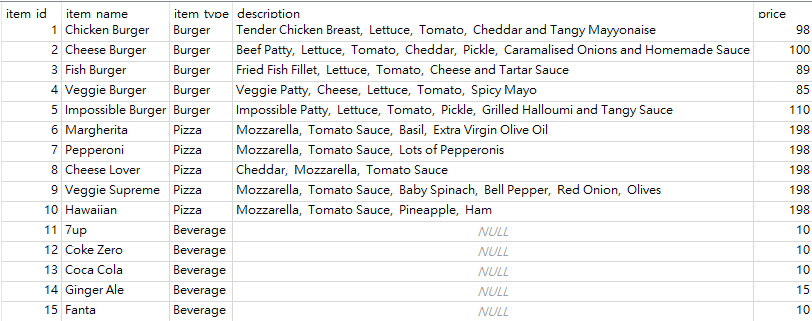 item_id item_name item_type description price
1 Chicken Burger Burger Tender Chicken Breast, Lettuce, Tomato, Cheddar and Tangy Mayyonaise 98
2 Cheese Burger Burger Beef Patty, Lettuce, Tomato, Cheddar, Pickle, Caramalised Onions and Homemade Sauce 100
3 Fish Burger Burger Fried Fish Fillet, Lettuce, Tomato, Cheese and Tartar Sauce 89
4 Veggie Burger Burger Veggie Patty, Cheese, Lettuce, Tomato, Spicy Mayo 85
5 Impossible Burger Burger Impossible Patty, Lettuce, Tomato, Pickle, Grilled Halloumi and Tangy Sauce 110
6 Margherita Pizza Mozzarella, Tomato Sauce, Basil, Extra Virgin Olive Oil 198
7 Pepperoni Pizza Mozzarella, Tomato Sauce, Lots of Pepperonis 198
8 Cheese Lover Pizza Cheddar, Mozzarella, Tomato Sauce 198
9 Veggie Supreme Pizza Mozzarella, Tomato Sauce, Baby Spinach, Bell Pepper, Red Onion, Olives 198
10 Hawaiian Pizza Mozzarella, Tomato Sauce, Pineapple, Ham 198
11 7up Beverage NULL 10
12 Coke Zero Beverage NULL 10
13 Coca Cola Beverage NULL 10
14 Ginger Ale Beverage NULL 15
15 Fanta Beverage NULL 10